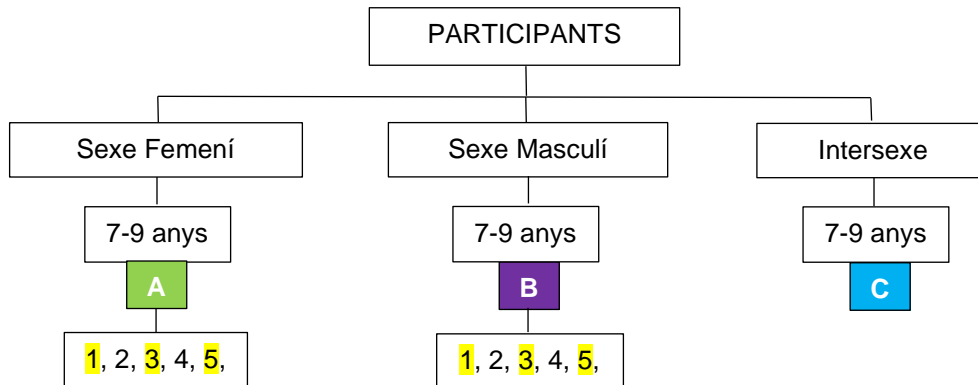 PARTICIPANTS
Sexe Femení
Sexe Masculí
Intersexe
7-9 anys
7-9 anys
7-9 anys
A
B
C
1, 2, 3, 4, 5,
1, 2, 3, 4, 5,